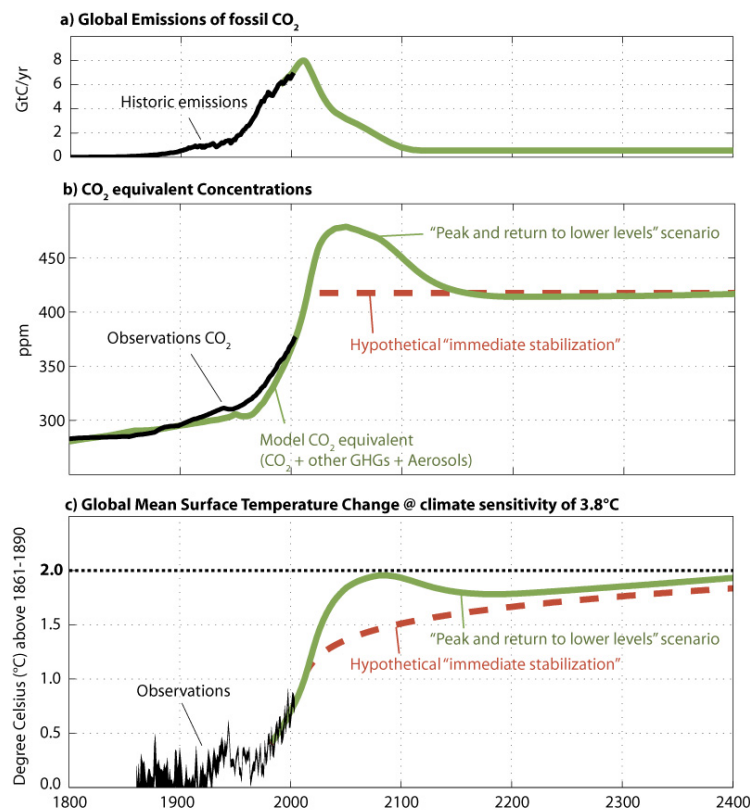 a) Global Emissions of fossil CO₂
GtC/yr
8
6
4
2
0
Historic emissions
b) CO₂ equivalent Concentrations
ppm
450
400
350
300
"Peak and return to lower levels" scenario
Hypothetical "immediate stabilization"
Observations CO₂
Model CO₂ equivalent
(CO₂ + other GHGs + Aerosols)
c) Global Mean Surface Temperature Change @ climate sensitivity of 3.8°C
Degree Celsius (°C) above 1861-1890
2.0
1.5
1.0
0.5
0.0
"Peak and return to lower levels" scenario
Hypothetical "immediate stabilization"
Observations
1800 1900 2000 2100 2200 2300 2400